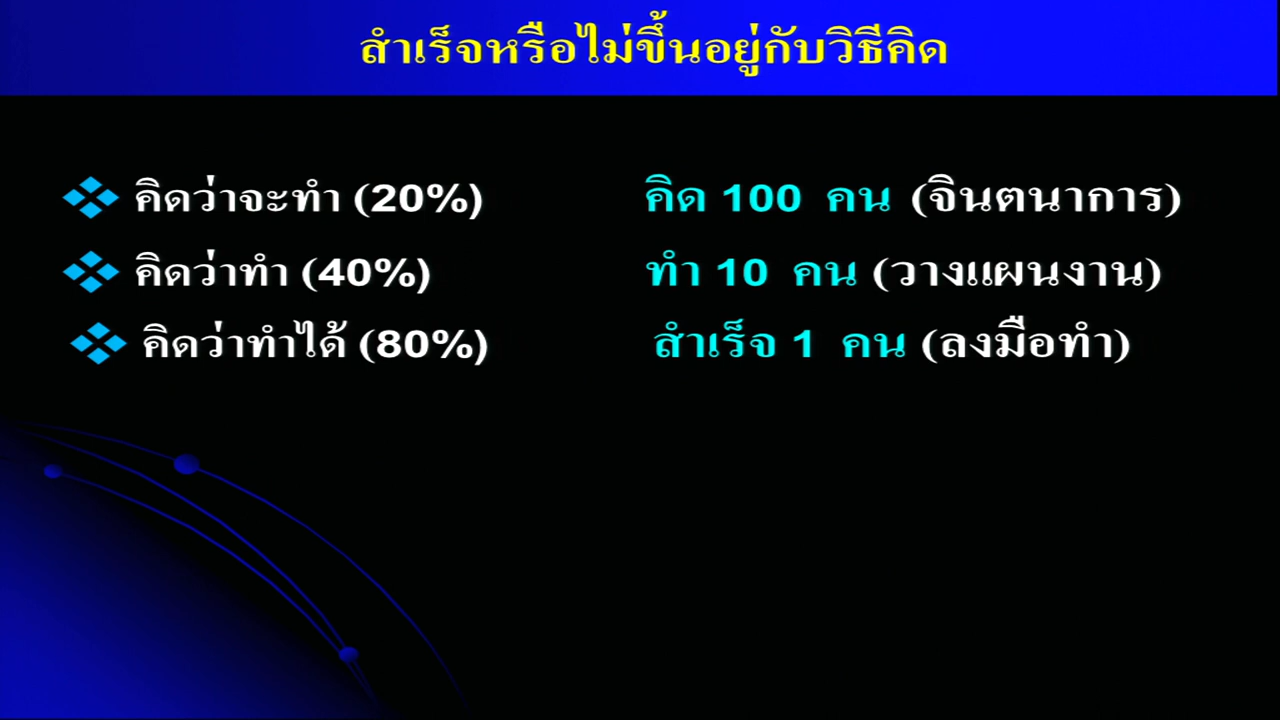 สำเร็จหรือไม่ขึ้นอยู่กับวิธีคิด
คิดว่าจะทำ (20%) คิด 100 คน (จินตนาการ)
คิดว่าทำ (40%) ทำ 10 คน (วางแผนงาน)
คิดว่าทำได้ (80%) สำเร็จ 1 คน (ลงมือทำ)